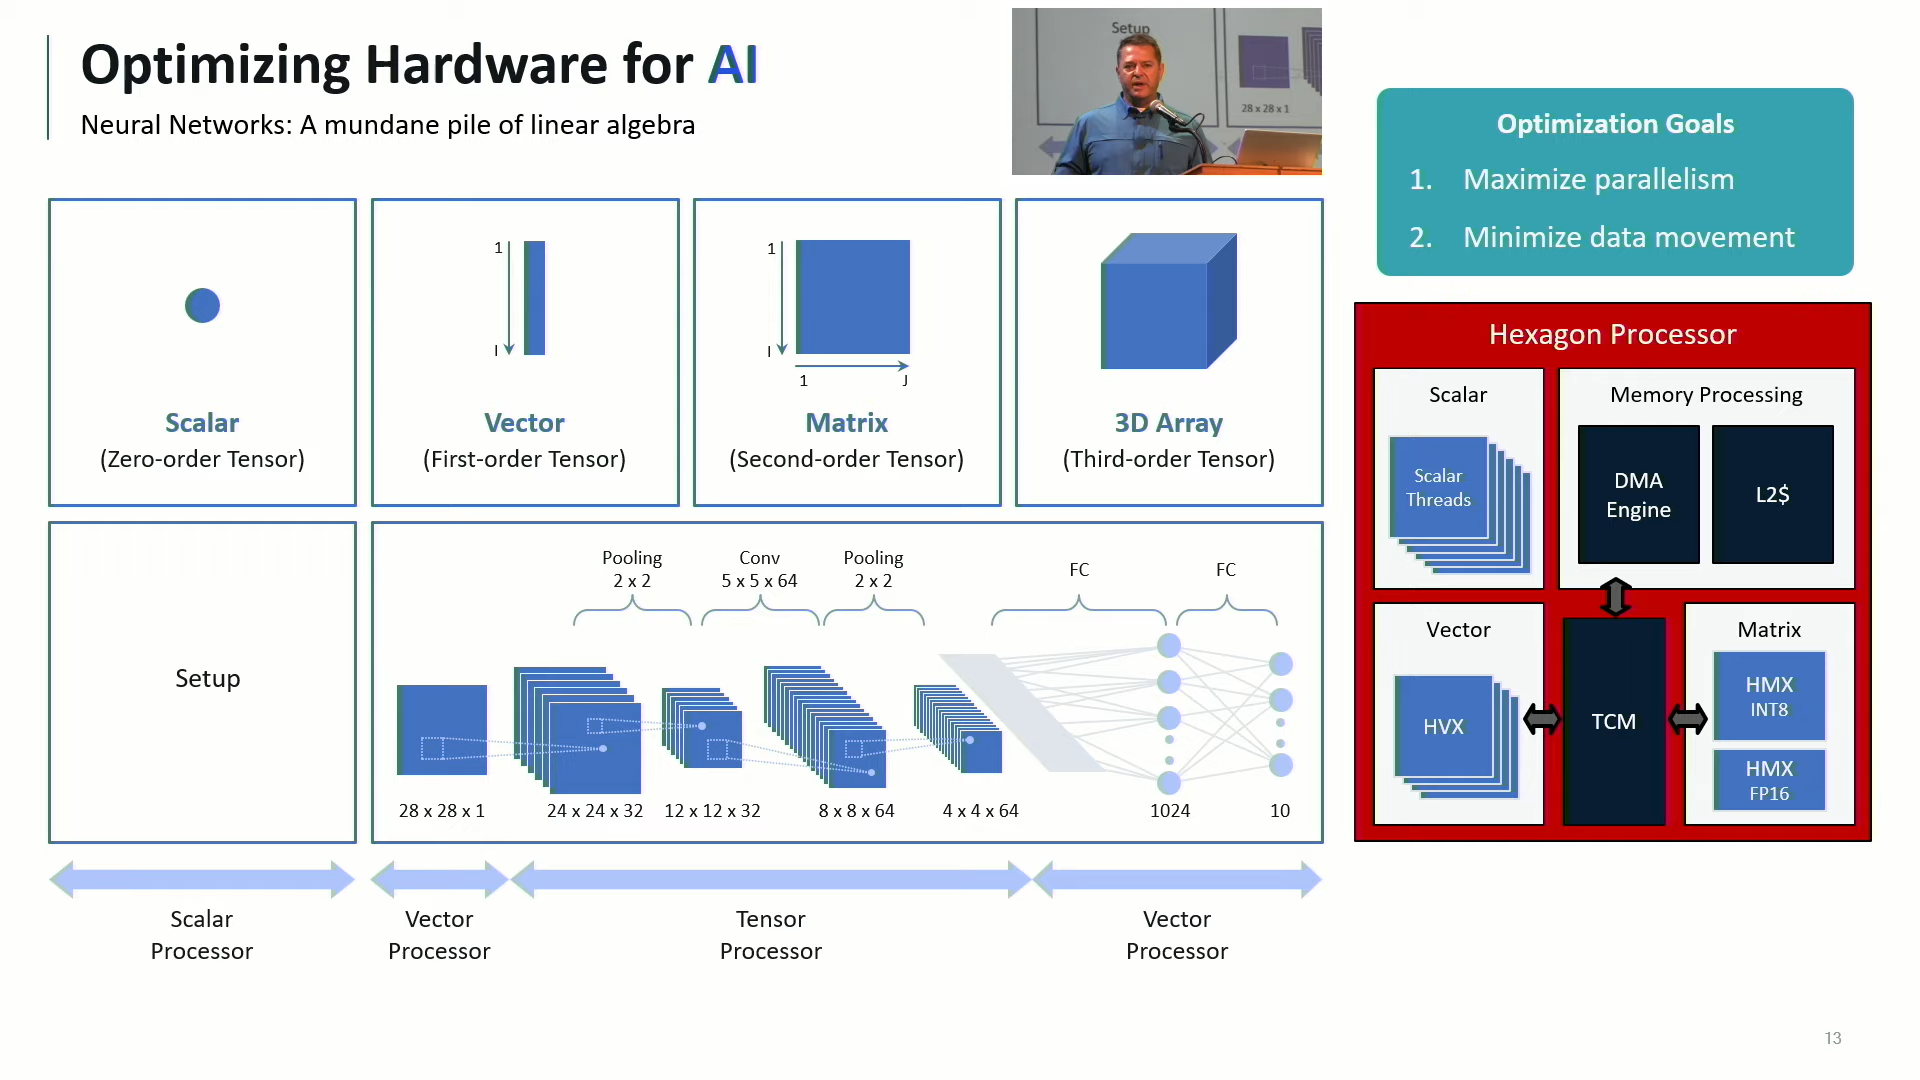 Optimizing Hardware for AI
Neural Networks: A mundane pile of linear algebra
Setup
28 x 28 x 1
Optimization Goals
1. Maximize parallelism
2. Minimize data movement
1
I
1
I
1
J
Scalar
(Zero-order Tensor)
Vector
(First-order Tensor)
Matrix
(Second-order Tensor)
3D Array
(Third-order Tensor)
Hexagon Processor
Scalar
Scalar
Threads
Memory Processing
DMA
Engine
L2$
Vector
HVX
TCM
Matrix
HMX
INT8
HMX
FP16
Setup
Pooling
2 x 2
Conv
5 x 5 x 64
Pooling
2 x 2
FC
FC
28 x 28 x 1
24 x 24 x 32
12 x 12 x 32
8 x 8 x 64
4 x 4 x 64
1024
10
Scalar
Processor
Vector
Processor
Tensor
Processor
Vector
Processor
13